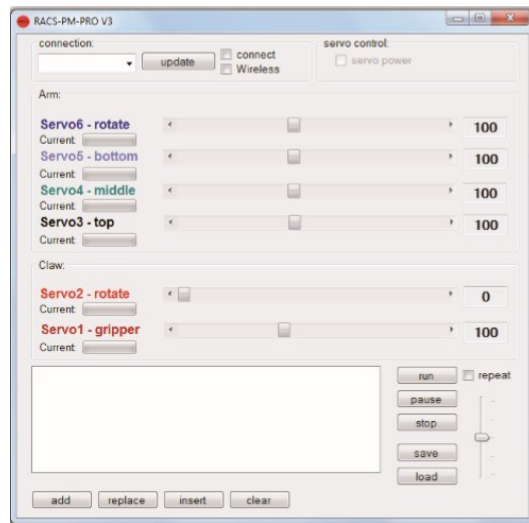 RACS-PM-PRO V3
connection:
servo control:
update
connect
Wireless
servo power
Arm:
Servo6 - rotate
100
Current:
Servo5 - bottom
100
Current:
Servo4 - middle
100
Current:
Servo3 - top
100
Current:
Claw:
Servo2 - rotate
0
Current:
Servo1 - gripper
100
Current:
run
repeat
pause
stop
save
load
add
replace
insert
clear